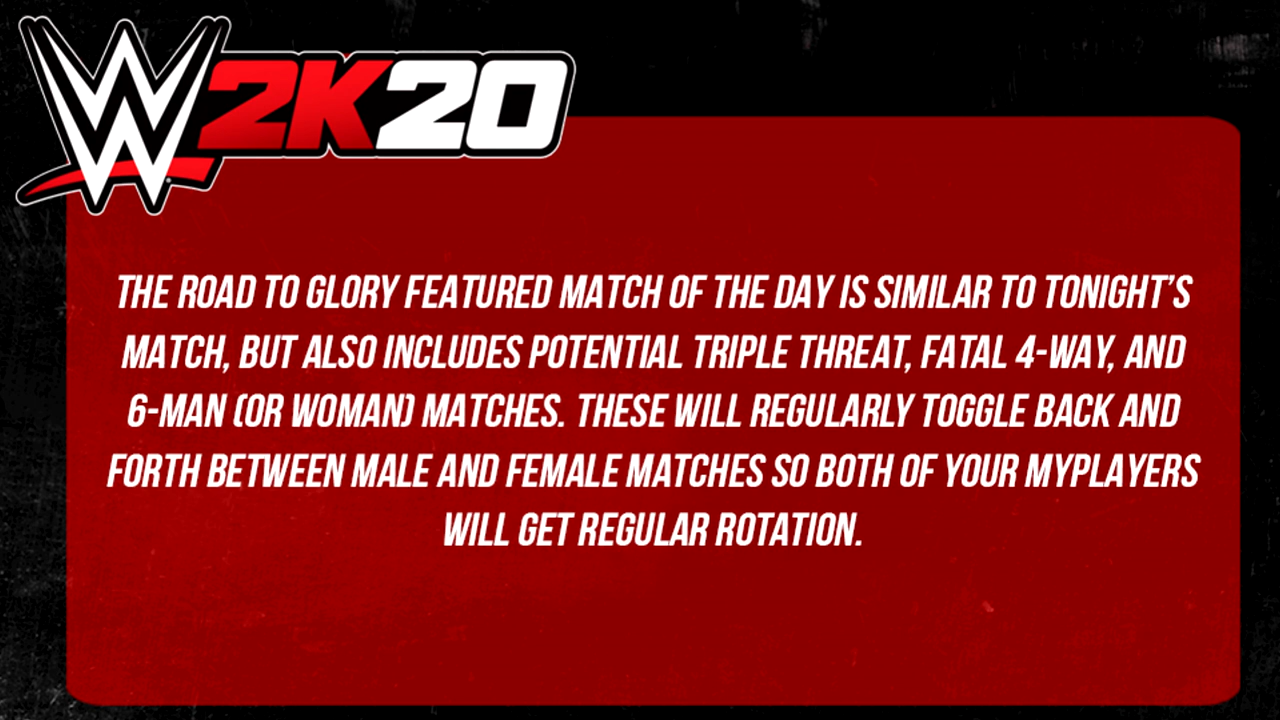 W2K20
THE ROAD TO GLORY FEATURED MATCH OF THE DAY IS SIMILAR TO TONIGHT'S
MATCH, BUT ALSO INCLUDES POTENTIAL TRIPLE THREAT, FATAL 4-WAY, AND
6-MAN (OR WOMAN) MATCHES. THESE WILL REGULARLY TOGGLE BACK AND
FORTH BETWEEN MALE AND FEMALE MATCHES SO BOTH OF YOUR MYPLAYERS
WILL GET REGULAR ROTATION.